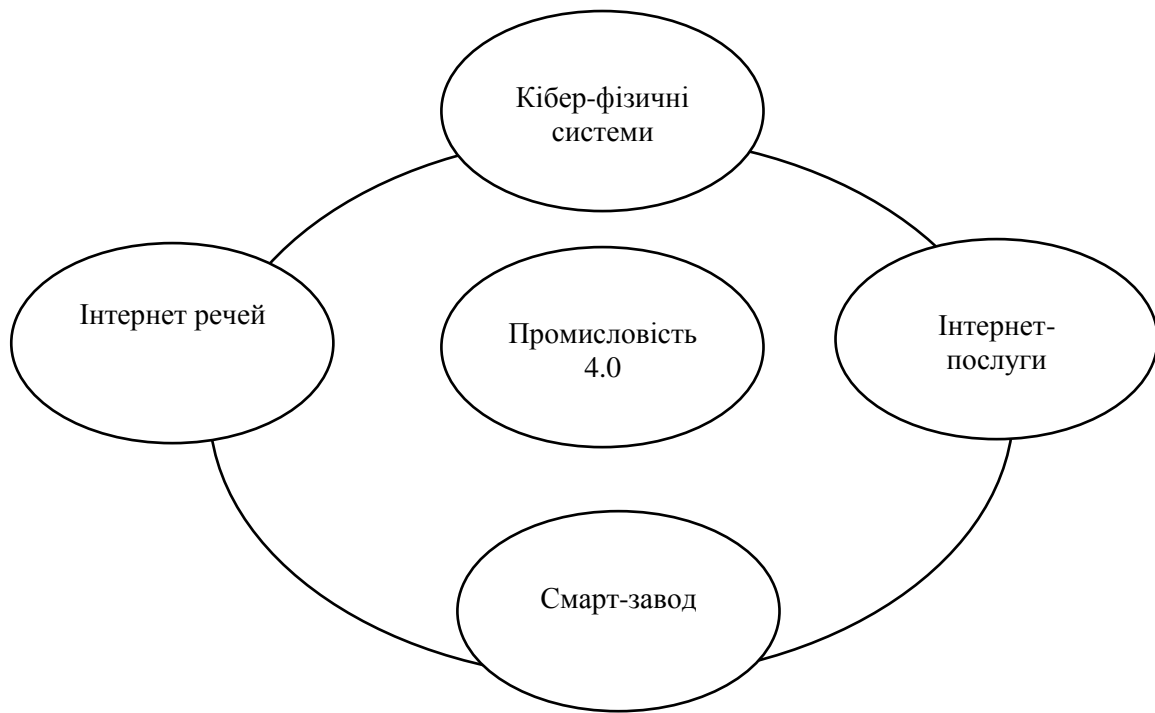 Кібер-фізичні
системи
Інтернет речей
Промисловість
4.0
Інтернет-
послуги
Смарт-завод